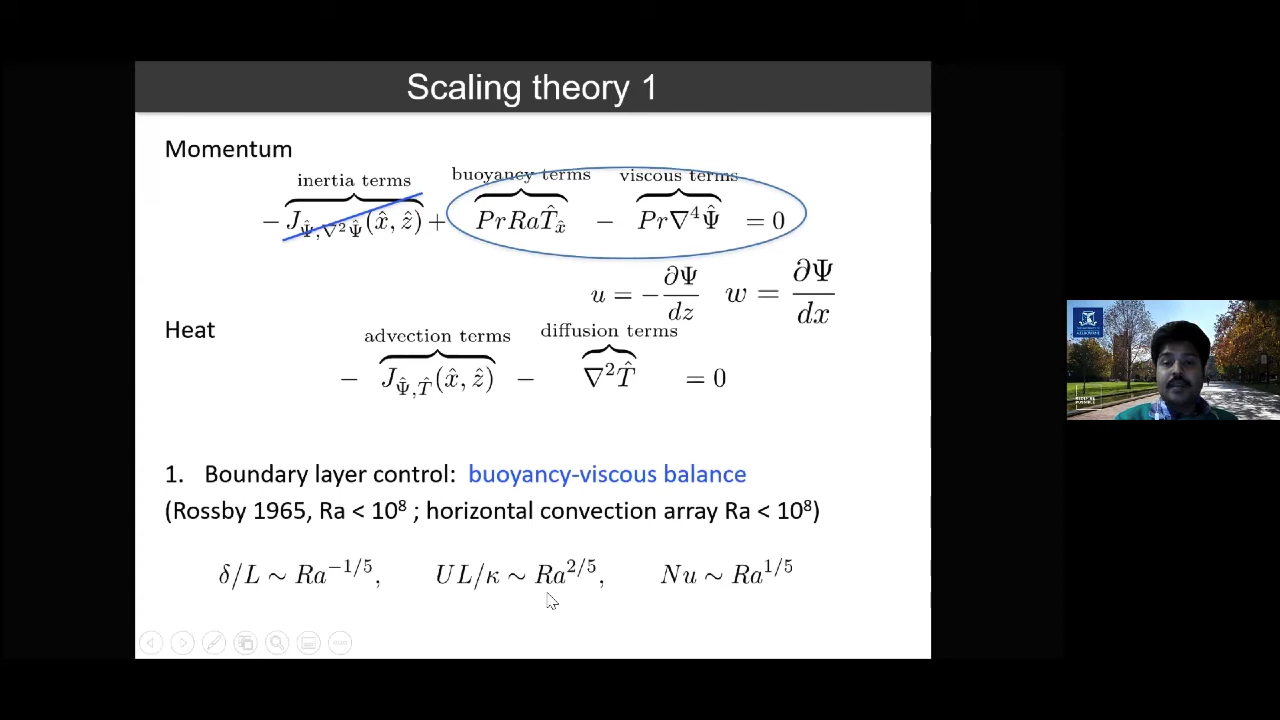 Scaling theory 1
Momentum
inertia terms buoyancy terms viscous terms
− J_{Ψ̂,∇²Ψ̂}(x̂, ẑ) + PrRaT̂_{x̂} − Pr∇⁴Ψ̂ = 0
u = − ∂Ψ/dz w = ∂Ψ/dx
Heat
advection terms diffusion terms
− J_{Ψ̂,T̂}(x̂, ẑ) − ∇²T̂ = 0
1. Boundary layer control: buoyancy-viscous balance
(Rossby 1965, Ra < 10⁸ ; horizontal convection array Ra < 10⁸)
δ/L ∼ Ra^{−1/5}, UL/κ ∼ Ra^{2/5}, Nu ∼ Ra^{1/5}
MELBOURNE